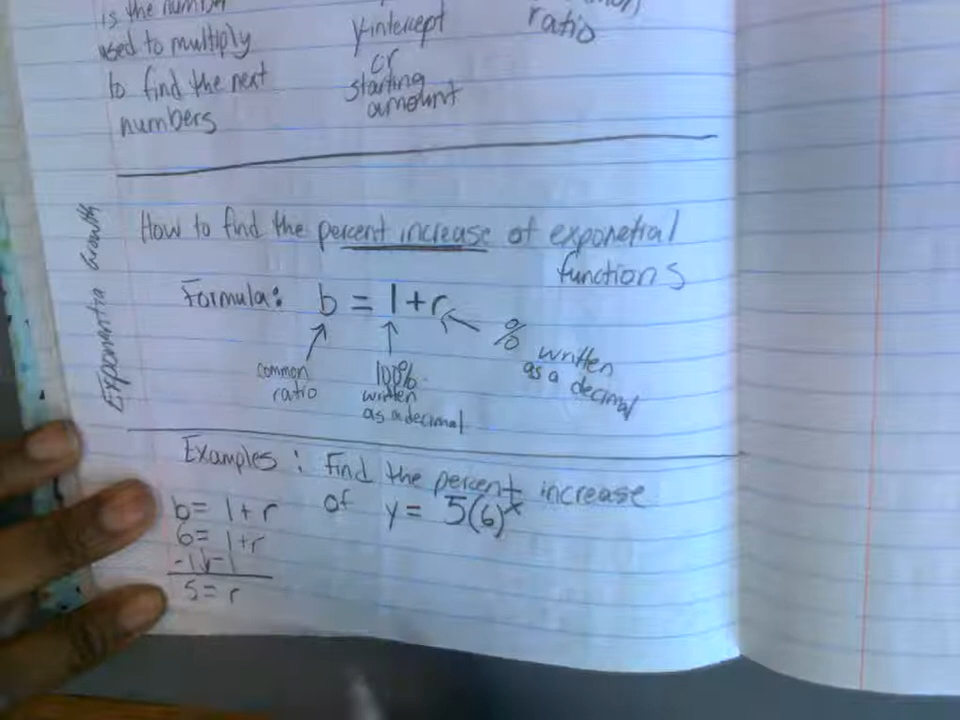 is the number
used to multiply
to find the next
numbers
y-intercept
or
starting
amount
ratio
Exponentia Growth
How to find the percent increase of exponetial
functions
Formula: b = 1 + r
common
ratio
100%
written
as a decimal
% written
as a decimal
Examples: Find the percent increase
of y = 5(6)^x
b = 1 + r
6 = 1 + r
-1 -1
5 = r